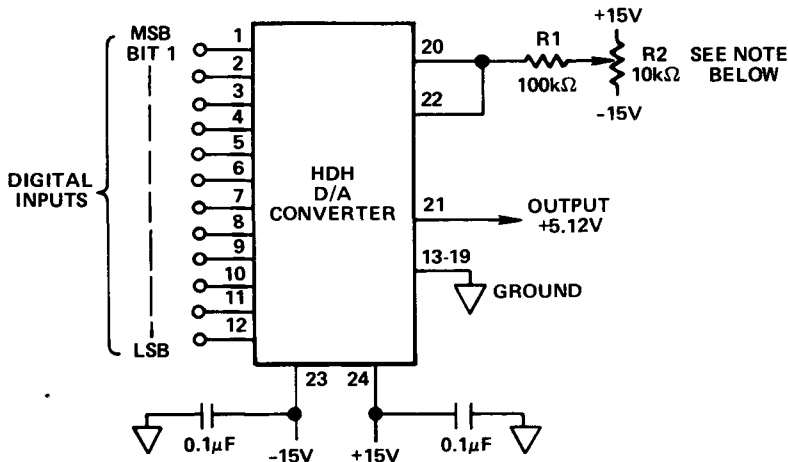 MSB
BIT 1
1
2
3
4
5
6
7
8
9
10
11
12
LSB
DIGITAL
INPUTS
HDH
D/A
CONVERTER
20
22
21
13-19
23
24
R1
100kΩ
+15V
R2
10kΩ
-15V
SEE NOTE
BELOW
OUTPUT
+5.12V
GROUND
0.1μF
-15V
+15V
0.1μF